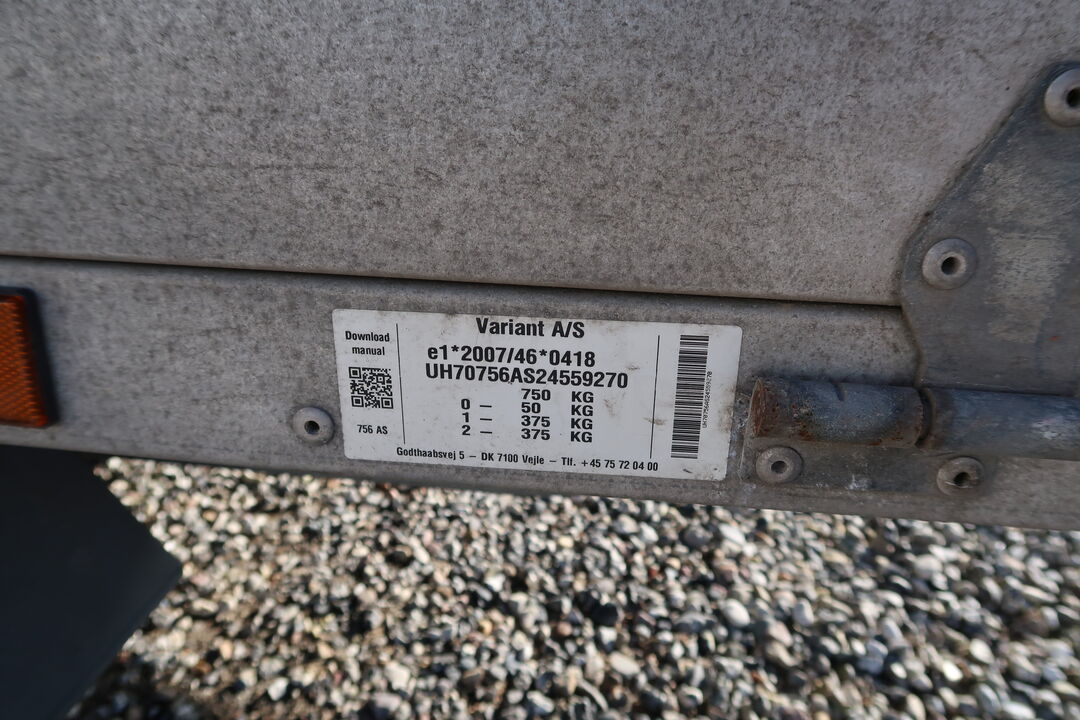 Variant A/S
Download
manual
756 AS
e1*2007/46*0418
UH70756AS24559270
750 KG
0 – 50 KG
1 – 375 KG
2 – 375 KG
UH70756AS24559270
Godthaabsvej 5 – DK 7100 Vejle – Tlf. +45 75 72 04 00